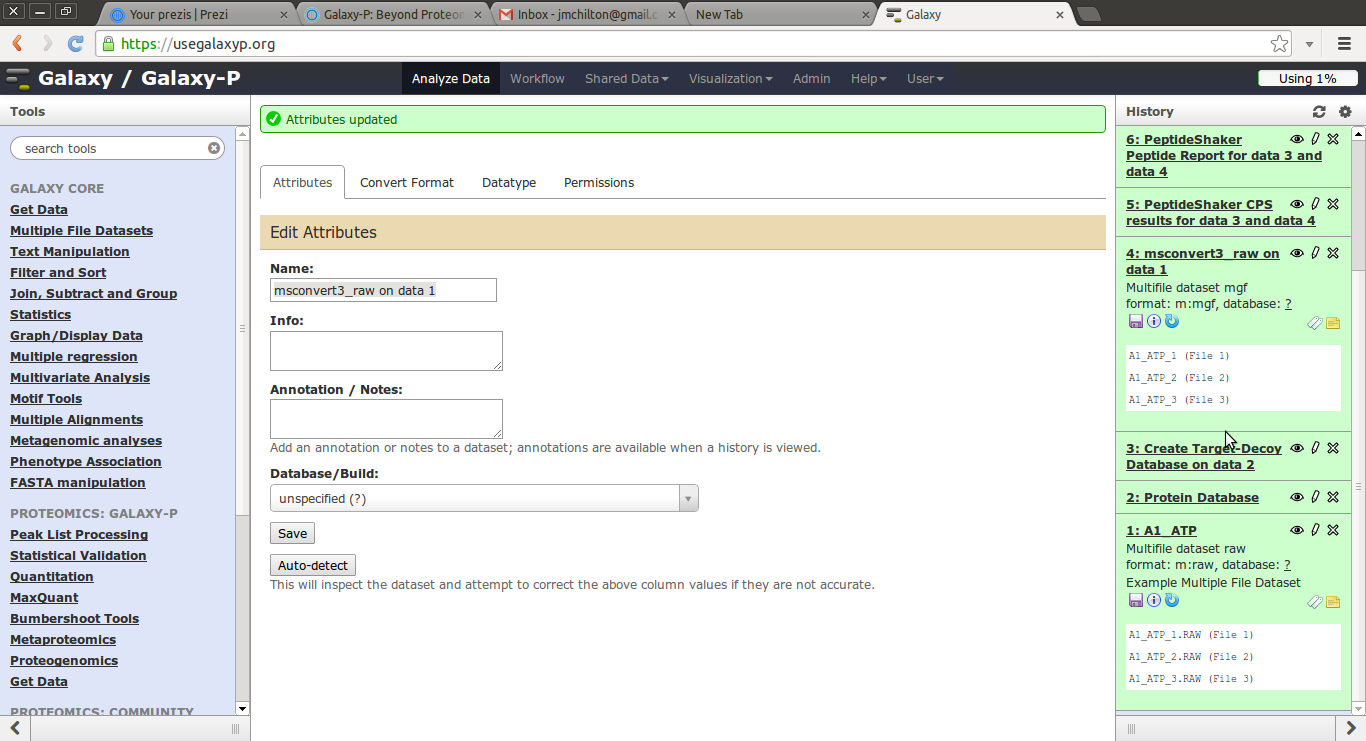 Your prezis | Prezi
Galaxy-P: Beyond Proteo
Inbox - jmchilton@gmail.c
New Tab
Galaxy
https://usegalaxyp.org
Galaxy / Galaxy-P
Analyze Data
Workflow
Shared Data
Visualization
Admin
Help
User
Using 1%
Tools
search tools
GALAXY CORE
Get Data
Multiple File Datasets
Text Manipulation
Filter and Sort
Join, Subtract and Group
Statistics
Graph/Display Data
Multiple regression
Multivariate Analysis
Motif Tools
Multiple Alignments
Metagenomic analyses
Phenotype Association
FASTA manipulation
PROTEOMICS: GALAXY-P
Peak List Processing
Statistical Validation
Quantitation
MaxQuant
Bumbershoot Tools
Metaproteomics
Proteogenomics
Get Data
PROTEOMICS: COMMUNITY
Attributes updated
Attributes
Convert Format
Datatype
Permissions
Edit Attributes
Name:
msconvert3_raw on data 1
Info:
Annotation / Notes:
Add an annotation or notes to a dataset; annotations are available when a history is viewed.
Database/Build:
unspecified (?)
Save
Auto-detect
This will inspect the dataset and attempt to correct the above column values if they are not accurate.
History
6: PeptideShaker
Peptide Report for data 3 and
data 4
5: PeptideShaker CPS
results for data 3 and data 4
4: msconvert3_raw on
data 1
Multifile dataset mgf
format: m:mgf, database: ?
A1_ATP_1 (File 1)
A1_ATP_2 (File 2)
A1_ATP_3 (File 3)
3: Create Target-Decoy
Database on data 2
2: Protein Database
1: A1_ATP
Multifile dataset raw
format: m:raw, database: ?
Example Multiple File Dataset
A1_ATP_1.RAW (File 1)
A1_ATP_2.RAW (File 2)
A1_ATP_3.RAW (File 3)